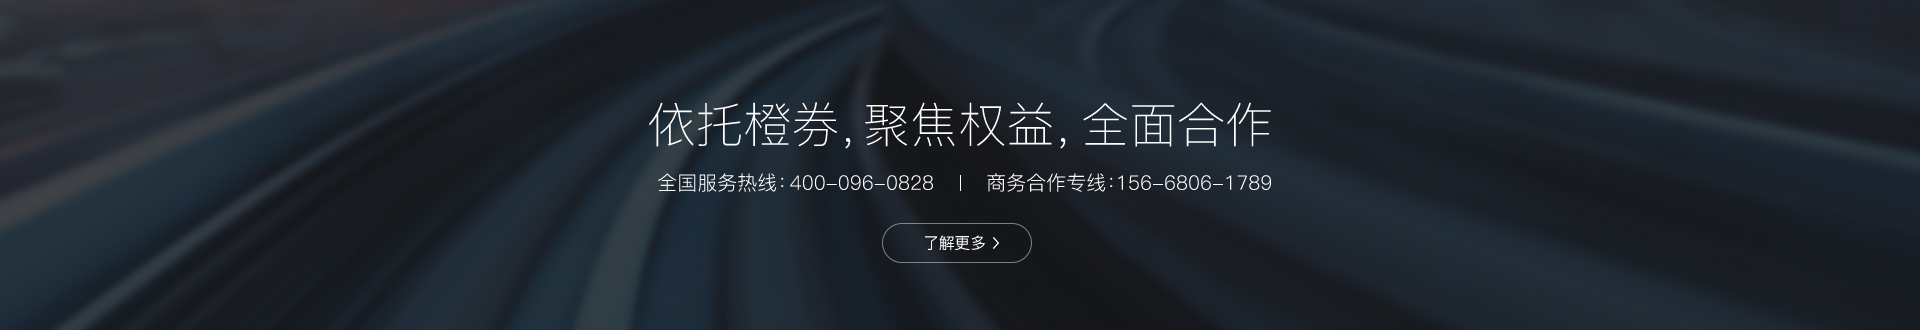 依托橙券,聚焦权益,全面合作
全国服务热线:400-096-0828 | 商务合作专线:156-6806-1789
了解更多 >